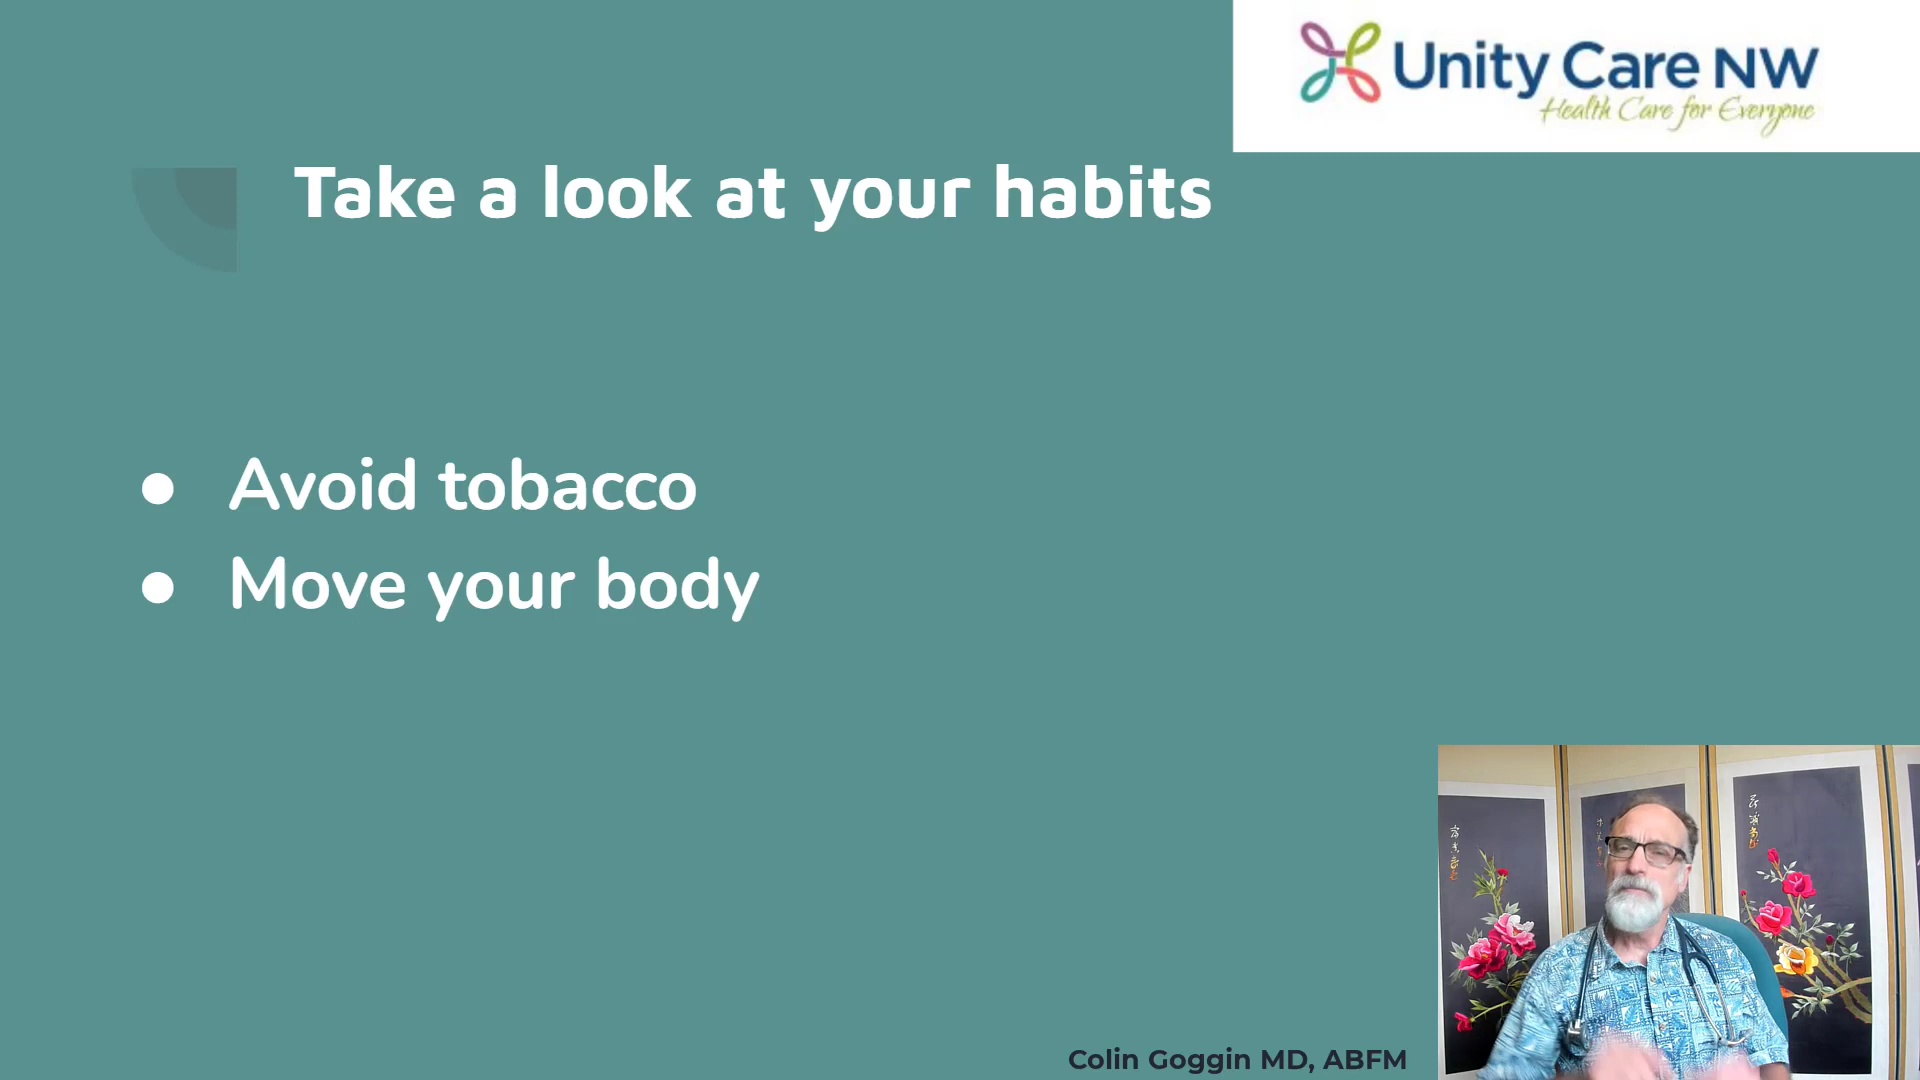 Unity Care NW
Health Care for Everyone
Take a look at your habits
● Avoid tobacco
● Move your body
Colin Goggin MD, ABFM